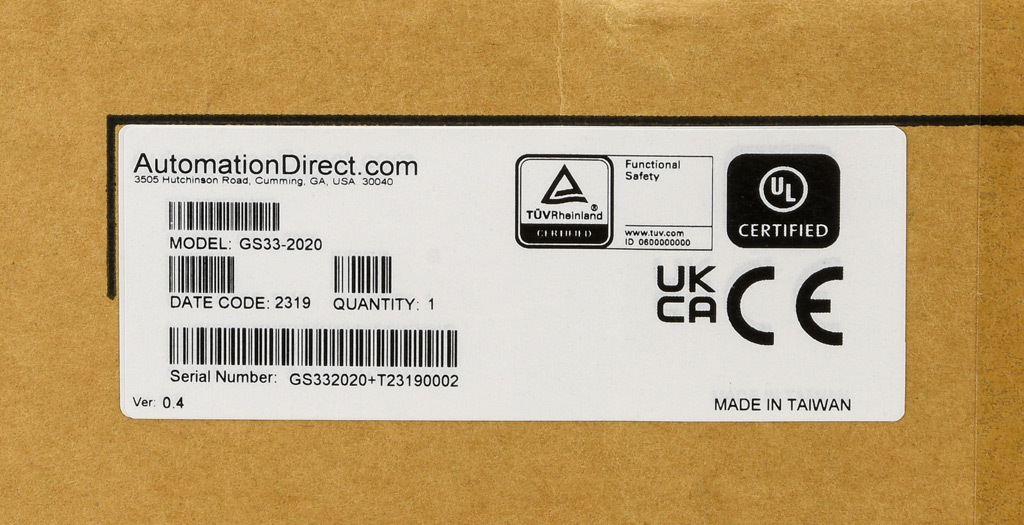 AutomationDirect.com
3505 Hutchinson Road, Cumming, GA, USA 30040
MODEL: GS33-2020
DATE CODE: 2319 QUANTITY: 1
Serial Number: GS332020+T23190002
Ver: 0.4
TÜVRheinland®
CERTIFIED
Functional
Safety
www.tuv.com
ID 0600000000
UL
CERTIFIED
UK
CA
CE
MADE IN TAIWAN